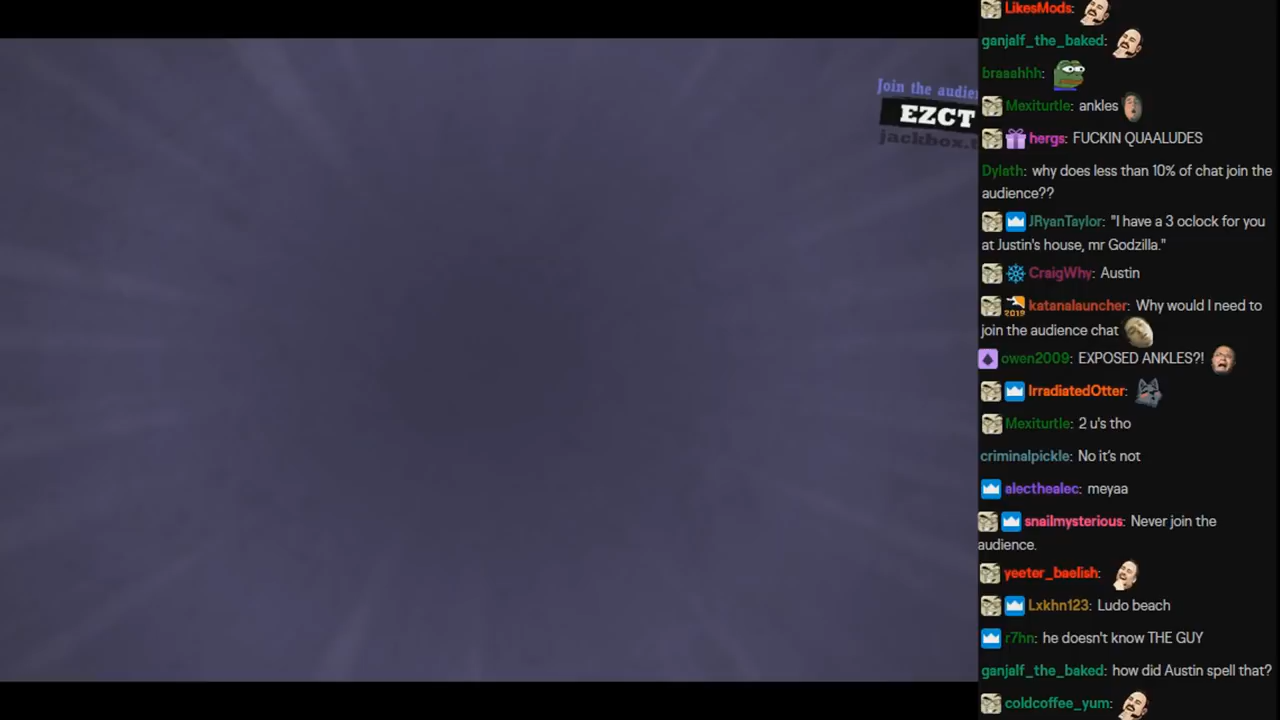 Join the audie
EZCT
jackbox.t
LikesMods:
ganjalf_the_baked:
braaahhh:
Mexiturtle: ankles
hergs: FUCKIN QUAALUDES
Dylath: why does less than 10% of chat join the
audience??
JRyanTaylor: "I have a 3 oclock for you
at Justin's house, mr Godzilla."
CraigWhy: Austin
2019 katanalauncher: Why would I need to
join the audience chat
owen2009: EXPOSED ANKLES?!
IrradiatedOtter:
Mexiturtle: 2 u's tho
criminalpickle: No it's not
alecthealec: meyaa
snailmysterious: Never join the
audience.
yeeter_baelish:
Lxkhn123: Ludo beach
r7hn: he doesn't know THE GUY
ganjalf_the_baked: how did Austin spell that?
coldcoffee_yum: